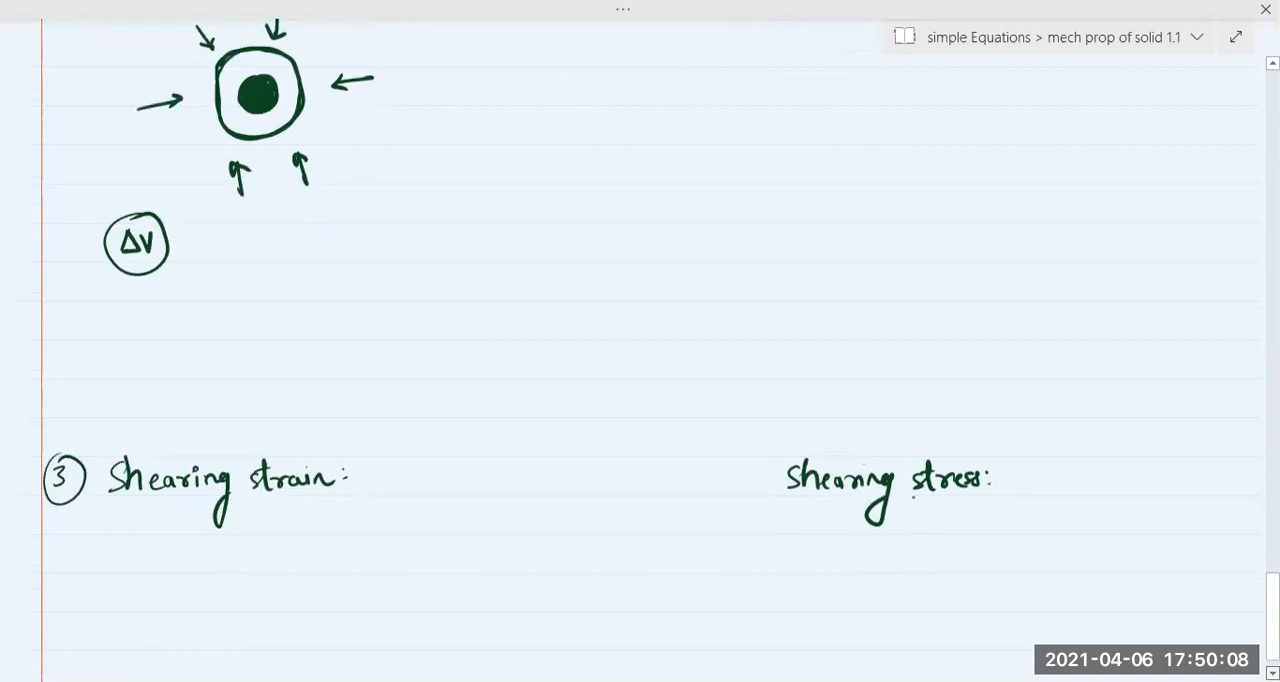 ...
simple Equations > mech prop of solid 1.1
ΔV
3 Shearing strain:
Shearing stress:
2021-04-06 17:50:08